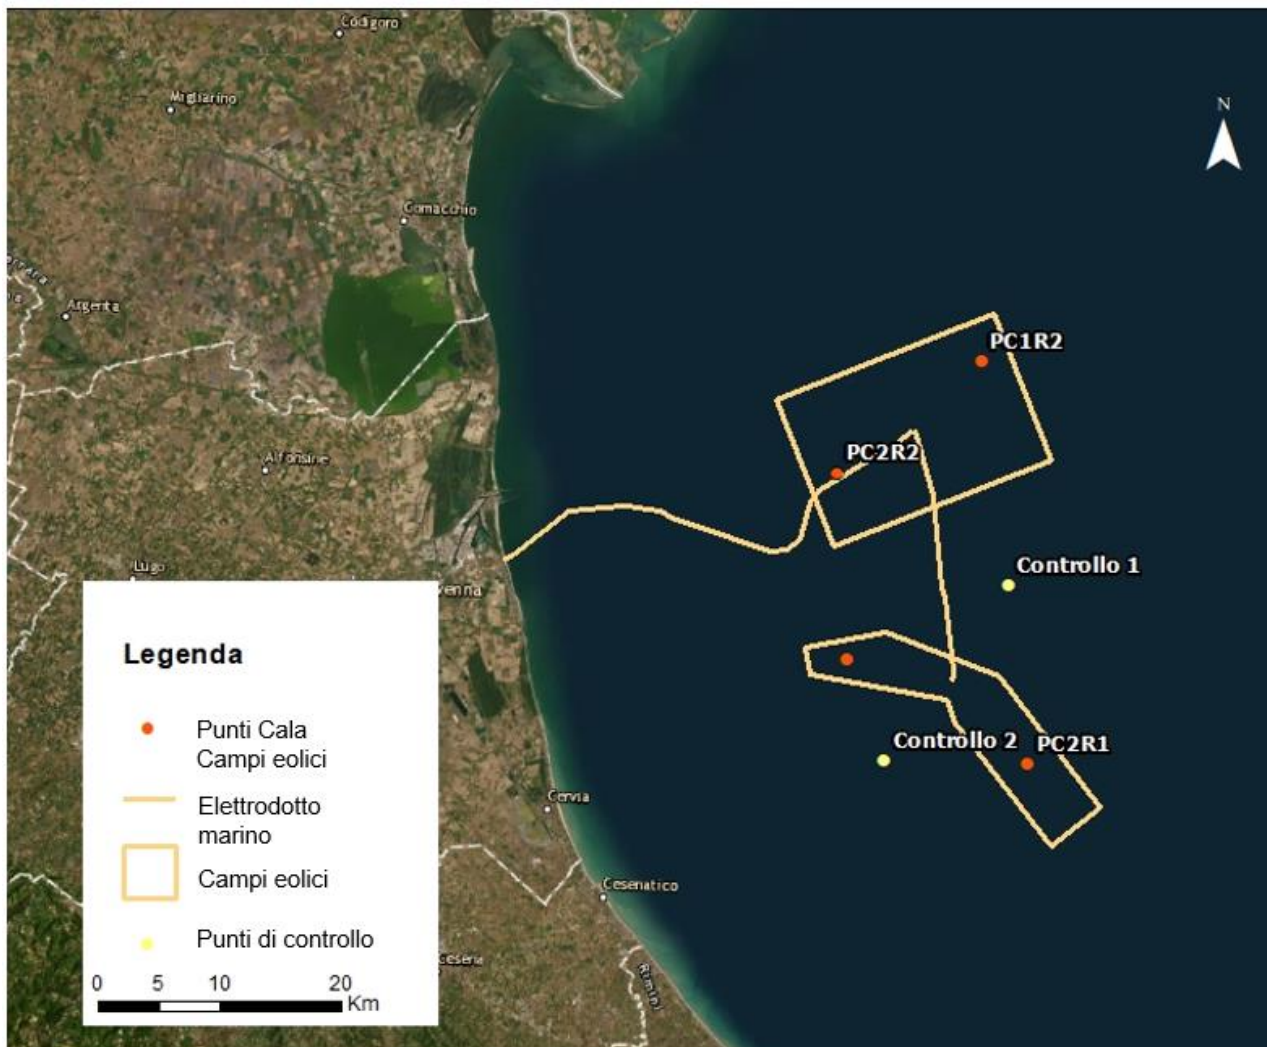 Codigoro
Migliarino
N
Comacchio
Argenta
PC1R2
PC2R2
Alfonsine
Lugo
Controllo 1
venna
Legenda
Punti Cala
Campi eolici
Elettrodotto
marino
Campi eolici
Punti di controllo
0 5 10 20
Km
Controllo 2
PC2R1
Cervia
Cesenatico
Cesena
Rimini